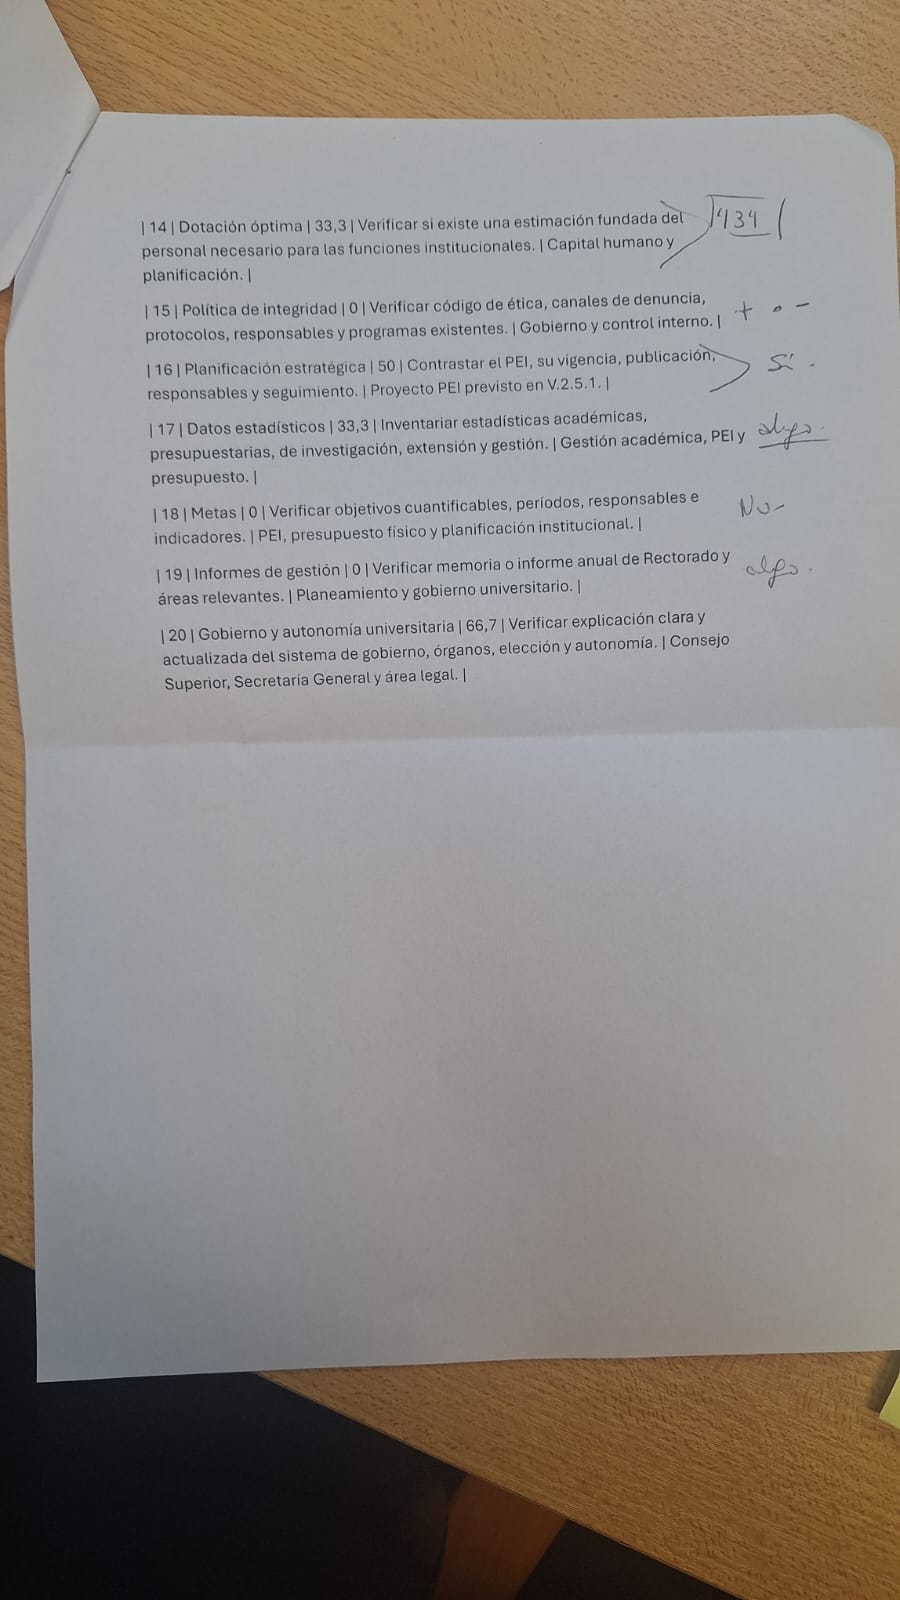 | 14 | Dotación óptima | 33,3 | Verificar si existe una estimación fundada del 434
personal necesario para las funciones institucionales. | Capital humano y
planificación. |
| 15 | Política de integridad | 0 | Verificar código de ética, canales de denuncia,
protocolos, responsables y programas existentes. | Gobierno y control interno. | + o -
| 16 | Planificación estratégica | 50 | Contrastar el PEI, su vigencia, publicación, Si.
responsables y seguimiento. | Proyecto PEI previsto en V.2.5.1. |
| 17 | Datos estadísticos | 33,3 | Inventariar estadísticas académicas,
presupuestarias, de investigación, extensión y gestión. | Gestión académica, PEI y algo.
presupuesto. |
| 18 | Metas | 0 | Verificar objetivos cuantificables, períodos, responsables e No-
indicadores. | PEI, presupuesto físico y planificación institucional. |
| 19 | Informes de gestión | 0 | Verificar memoria o informe anual de Rectorado y algo.
áreas relevantes. | Planeamiento y gobierno universitario. |
| 20 | Gobierno y autonomía universitaria | 66,7 | Verificar explicación clara y
actualizada del sistema de gobierno, órganos, elección y autonomía. | Consejo
Superior, Secretaría General y área legal. |